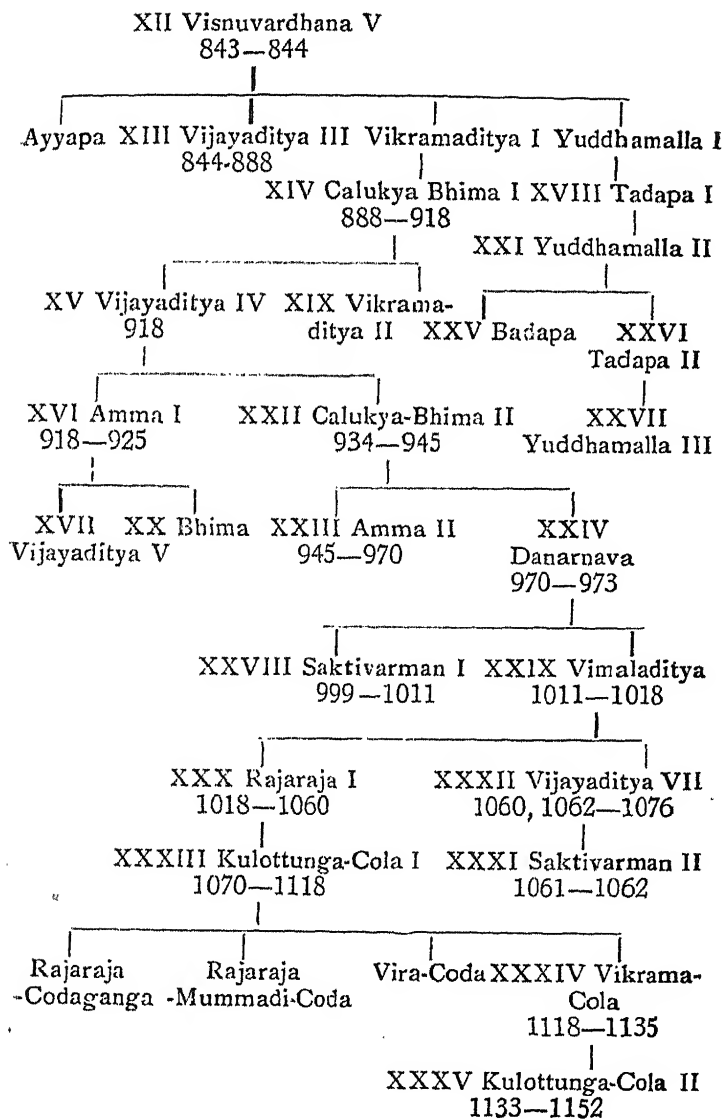 XII Visnuvardhana V
843—844
Ayyapa XIII Vijayaditya III Vikramaditya I Yuddhamalla I
844-888
XIV Calukya Bhima I XVIII Tadapa I
888—918
XXI Yuddhamalla II
XV Vijayaditya IV XIX Vikrama-
918 ditya II XXV Badapa XXVI
Tadapa II
XVI Amma I XXII Calukya-Bhima II XXVII
918—925 934—945 Yuddhamalla III
XVII XX Bhima XXIII Amma II XXIV
Vijayaditya V 945—970 Danarnava
970—973
XXVIII Saktivarman I XXIX Vimaladitya
999—1011 1011—1018
XXX Rajaraja I XXXII Vijayaditya VII
1018—1060 1060, 1062—1076
XXXIII Kulottunga-Cola I XXXI Saktivarman II
1070—1118 1061—1062
Rajaraja Rajaraja Vira-Coda XXXIV Vikrama-
-Codaganga -Mummadi-Coda Cola
1118—1135
XXXV Kulottunga-Cola II
1133—1152